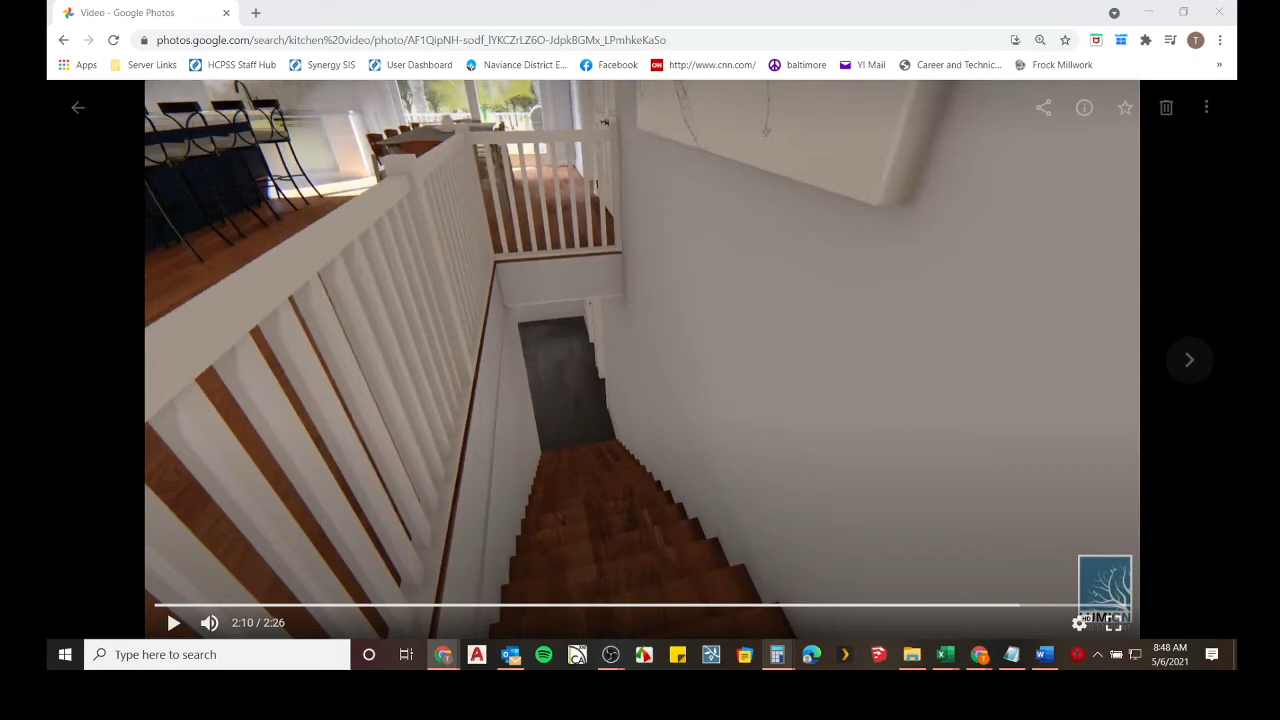 Video - Google Photos
photos.google.com/search/kitchen%20video/photo/AF1QipNH-sodf_lYKCZrLZ6O-JdpkBGMx_LPmhkeKaSo
Apps Server Links HCPSS Staff Hub Synergy SIS User Dashboard Naviance District E... Facebook CNN http://www.cnn.com/ baltimore Y! Mail Career and Technic... Frock Millwork »
T
2:10 / 2:26
HD
Type here to search
8:48 AM
5/6/2021